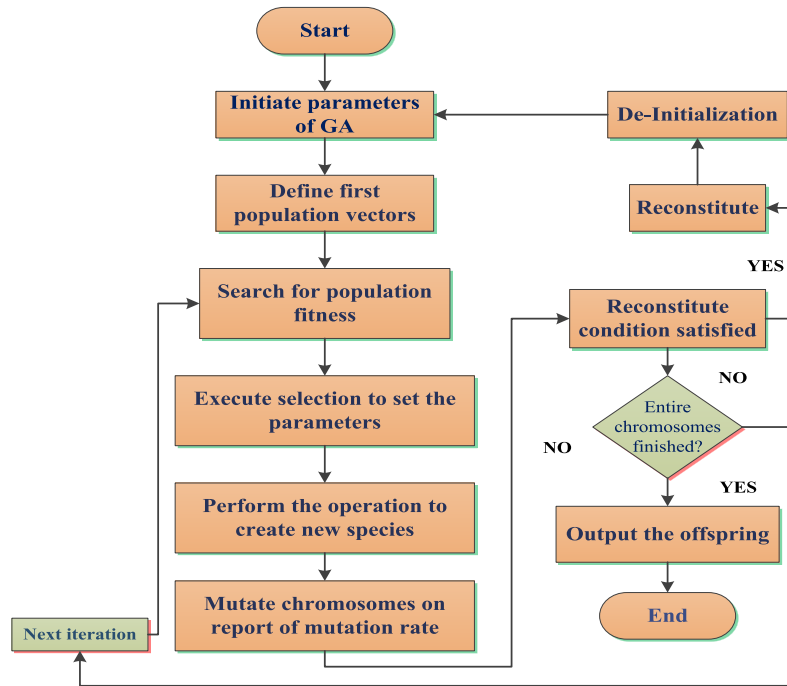 Start
Initiate parameters
of GA
Define first
population vectors
Search for population
fitness
Execute selection to set the
parameters
Perform the operation to
create new species
Mutate chromosomes on
report of mutation rate
Next iteration
De-Initialization
Reconstitute
YES
Reconstitute
condition satisfied
NO
Entire
chromosomes
finished?
NO
YES
Output the offspring
End